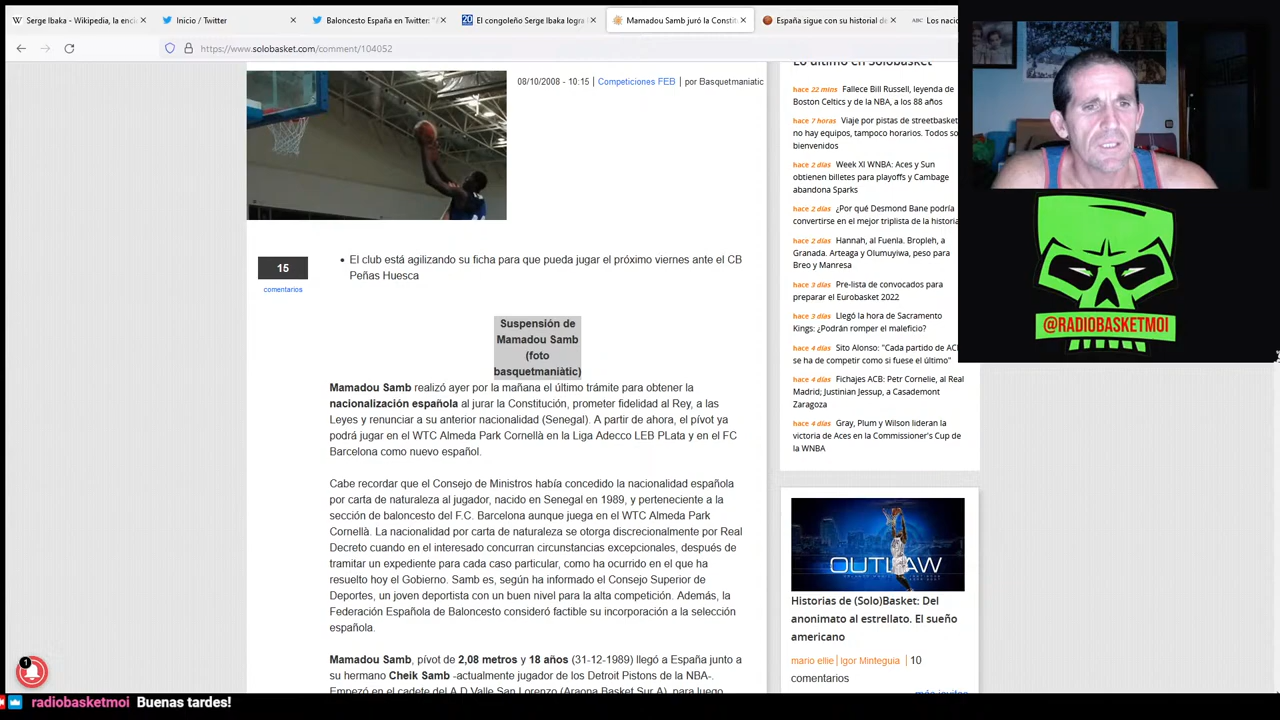 Serge Ibaka - Wikipedia, la enci
Inicio / Twitter
Baloncesto España en Twitter: "
El congoleño Serge Ibaka logra
Mamadou Samb juró la Constit
España sigue con su historial d
ABC
Los nacio
https://www.solobasket.com/comment/104052
08/10/2008 - 10:15 | Competiciones FEB | por Basquetmaniatic
15
comentarios
El club está agilizando su ficha para que pueda jugar el próximo viernes ante el CB
Peñas Huesca
Suspensión de
Mamadou Samb
(foto
basquetmaniàtic)
Mamadou Samb realizó ayer por la mañana el último trámite para obtener la
nacionalización española al jurar la Constitución, prometer fidelidad al Rey, a las
Leyes y renunciar a su anterior nacionalidad (Senegal). A partir de ahora, el pívot ya
podrá jugar en el WTC Almeda Park Cornellà en la Liga Adecco LEB PLata y en el FC
Barcelona como nuevo español.
Cabe recordar que el Consejo de Ministros había concedido la nacionalidad española
por carta de naturaleza al jugador, nacido en Senegal en 1989, y perteneciente a la
sección de baloncesto del F.C. Barcelona aunque juega en el WTC Almeda Park
Cornellà. La nacionalidad por carta de naturaleza se otorga discrecionalmente por Real
Decreto cuando en el interesado concurran circunstancias excepcionales, después de
tramitar un expediente para cada caso particular, como ha ocurrido en el que ha
resuelto hoy el Gobierno. Samb es, según ha informado el Consejo Superior de
Deportes, un joven deportista con un buen nivel para la alta competición. Además, la
Federación Española de Baloncesto consideró factible su incorporación a la selección
española.
Mamadou Samb, pívot de 2,08 metros y 18 años (31-12-1989) llegó a España junto a
su hermano Cheik Samb -actualmente jugador de los Detroit Pistons de la NBA-.
Empezó en el cadete del A.D.Valle San Lorenzo (Araona Basket Sur A), para luego
Lo último en Solobasket
hace 22 mins Fallece Bill Russell, leyenda de
Boston Celtics y de la NBA, a los 88 años
hace 7 horas Viaje por pistas de streetbasket
no hay equipos, tampoco horarios. Todos so
bienvenidos
hace 2 días Week XI WNBA: Aces y Sun
obtienen billetes para playoffs y Cambage
abandona Sparks
hace 2 días ¿Por qué Desmond Bane podría
convertirse en el mejor triplista de la historia
hace 2 días Hannah, al Fuenla. Bropleh, a
Granada. Arteaga y Olumuyiwa, peso para
Breo y Manresa
hace 3 días Pre-lista de convocados para
preparar el Eurobasket 2022
hace 3 días Llegó la hora de Sacramento
Kings: ¿Podrán romper el maleficio?
hace 4 días Sito Alonso: "Cada partido de AC
se ha de competir como si fuese el último"
hace 4 días Fichajes ACB: Petr Cornelie, al Real
Madrid; Justinian Jessup, a Casademont
Zaragoza
hace 4 días Gray, Plum y Wilson lideran la
victoria de Aces en la Commissioner's Cup de
la WNBA
OUTLAW
Historias de (Solo)Basket: Del
anonimato al estrellato. El sueño
americano
mario ellie | Igor Minteguia | 10
comentarios
@RADIOBASKETMOI
1
radiobasketmoi Buenas tardes!